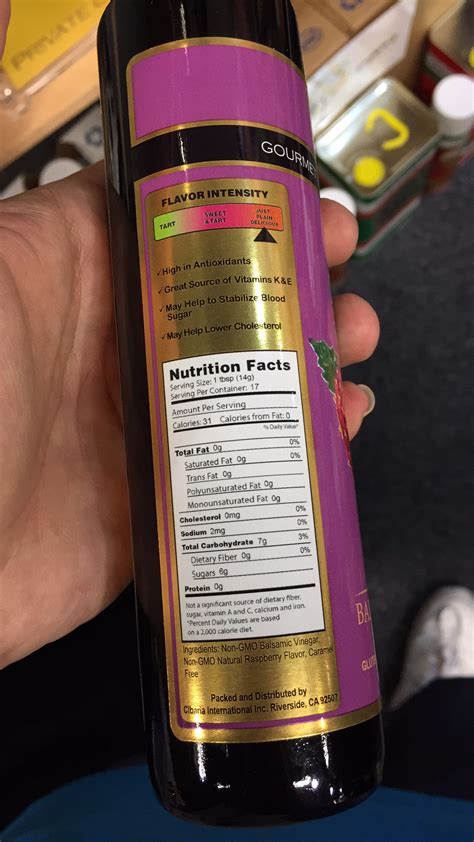 PRIVATE
GOURME
FLAVOR INTENSITY
TART
SWEET
& TART
JUST
PLAIN
DELICIOUS
✓High in Antioxidants
✓Great Source of Vitamins K&E
✓May Help to Stabilize Blood
Sugar
✓May Help Lower Cholesterol
Nutrition Facts
Serving Size: 1 tbsp (14g)
Serving Per Container: 17
Amount Per Serving
Calories: 31 Calories from Fat: 0
% Daily Value*
Total Fat 0g 0%
Saturated Fat 0g 0%
Trans Fat 0g
Polyunsaturated Fat 0g
Monounsaturated Fat 0g
Cholesterol 0mg 0%
Sodium 2mg 0%
Total Carbohydrate 7g 3%
Dietary Fiber 0g 0%
Sugars 6g
Protein 0g
Not a significant source of dietary fiber,
sugar, vitamin A and C, calcium and iron.
*Percent Daily Values are based
on a 2,000 calorie diet.
Ingredients: Non-GMO Balsamic Vinegar,
Non-GMO Natural Raspberry Flavor, Caramel
Free
Packed and Distributed by
Cibaria International Inc. Riverside, CA 92507
BA
GLUT